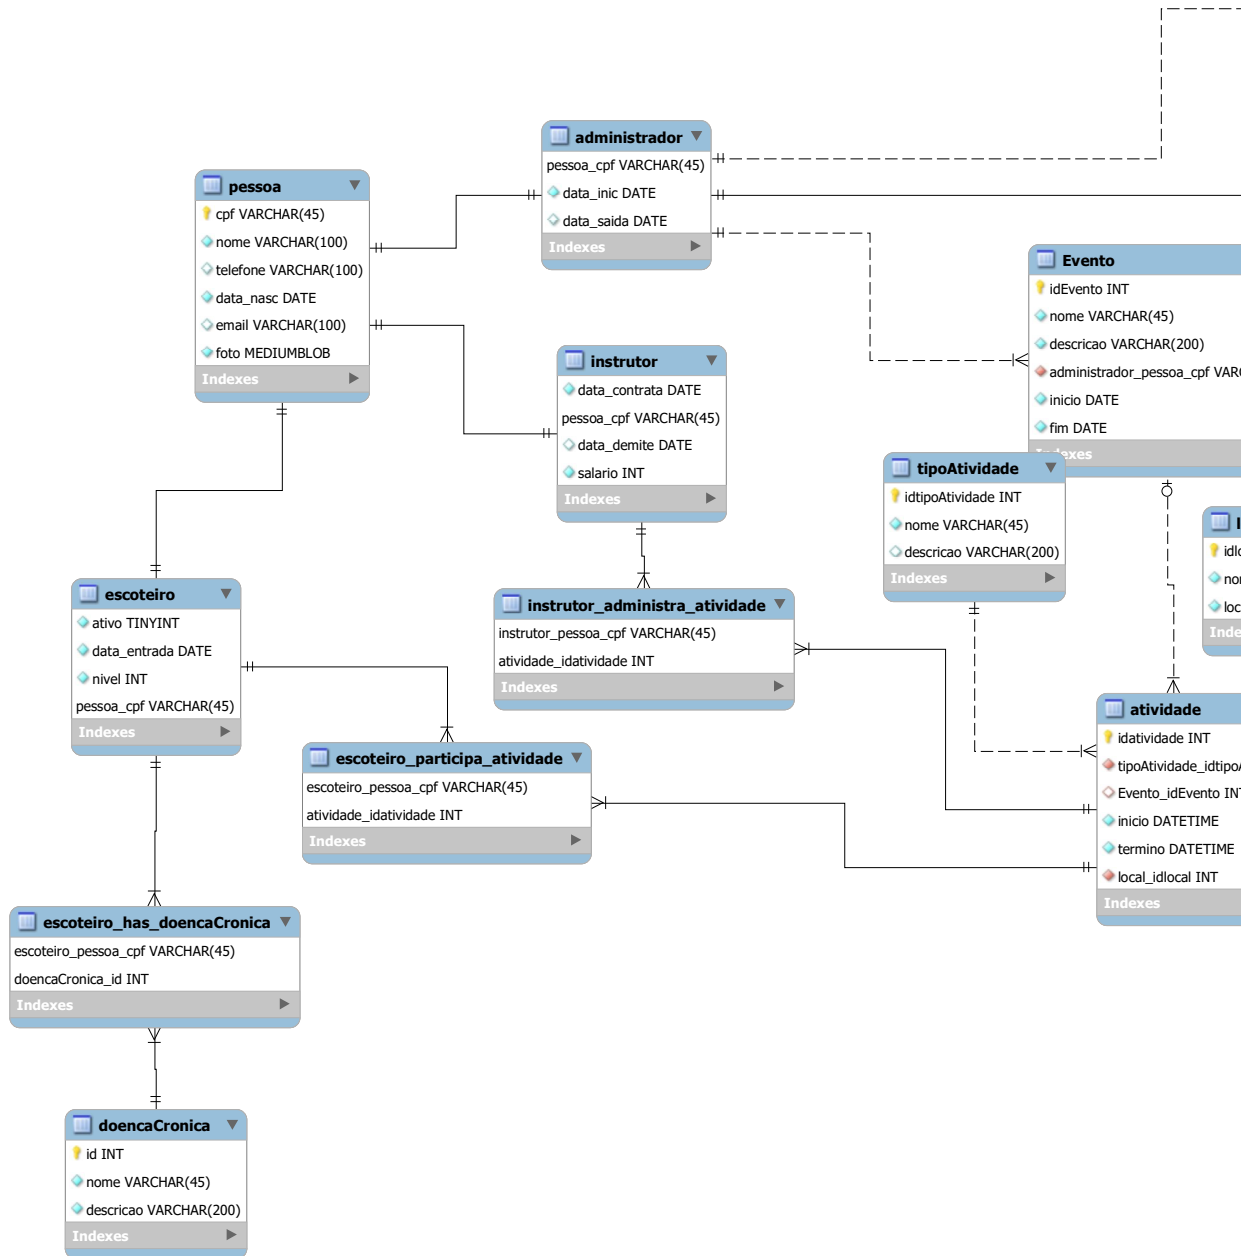 administrador
pessoa_cpf VARCHAR(45)
data_inic DATE
data_saida DATE
Indexes
pessoa
cpf VARCHAR(45)
nome VARCHAR(100)
telefone VARCHAR(100)
data_nasc DATE
email VARCHAR(100)
foto MEDIUMBLOB
Indexes
Evento
idEvento INT
nome VARCHAR(45)
descricao VARCHAR(200)
administrador_pessoa_cpf
inicio DATE
fim DATE
Indexes
instrutor
data_contrata DATE
pessoa_cpf VARCHAR(45)
data_demite DATE
salario INT
Indexes
tipoAtividade
idtipoAtividade INT
nome VARCHAR(45)
descricao VARCHAR(200)
Indexes
escoteiro
ativo TINYINT
data_entrada DATE
nivel INT
pessoa_cpf VARCHAR(45)
Indexes
instrutor_administra_atividade
instrutor_pessoa_cpf VARCHAR(45)
atividade_idatividade INT
Indexes
atividade
idatividade INT
tipoAtividade_idtipo
Evento_idEvento INT
inicio DATETIME
termino DATETIME
local_idlocal INT
Indexes
escoteiro_participa_atividade
escoteiro_pessoa_cpf VARCHAR(45)
atividade_idatividade INT
Indexes
escoteiro_has_doencaCronica
escoteiro_pessoa_cpf VARCHAR(45)
doencaCronica_id INT
Indexes
doencaCronica
id INT
nome VARCHAR(45)
descricao VARCHAR(200)
Indexes